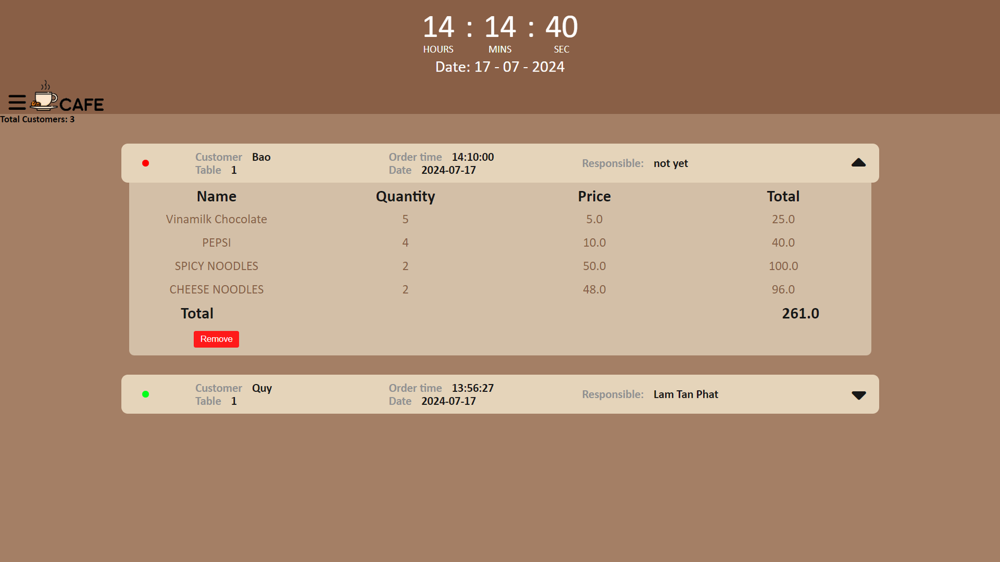 14 : 14 : 40
HOURS MINS SEC
Date: 17 - 07 - 2024
CAFE
Total Customers: 3
Customer Bao Order time 14:10:00 Responsible: not yet
Table 1 Date 2024-07-17
Name Quantity Price Total
Vinamilk Chocolate 5 5.0 25.0
PEPSI 4 10.0 40.0
SPICY NOODLES 2 50.0 100.0
CHEESE NOODLES 2 48.0 96.0
Total 261.0
Remove
Customer Quy Order time 13:56:27 Responsible: Lam Tan Phat
Table 1 Date 2024-07-17